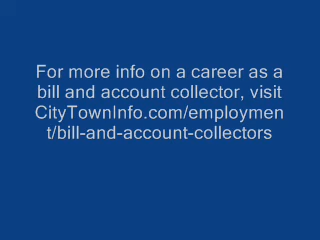 For more info on a career as a
bill and account collector, visit
CityTownInfo.com/employmen
t/bill-and-account-collectors